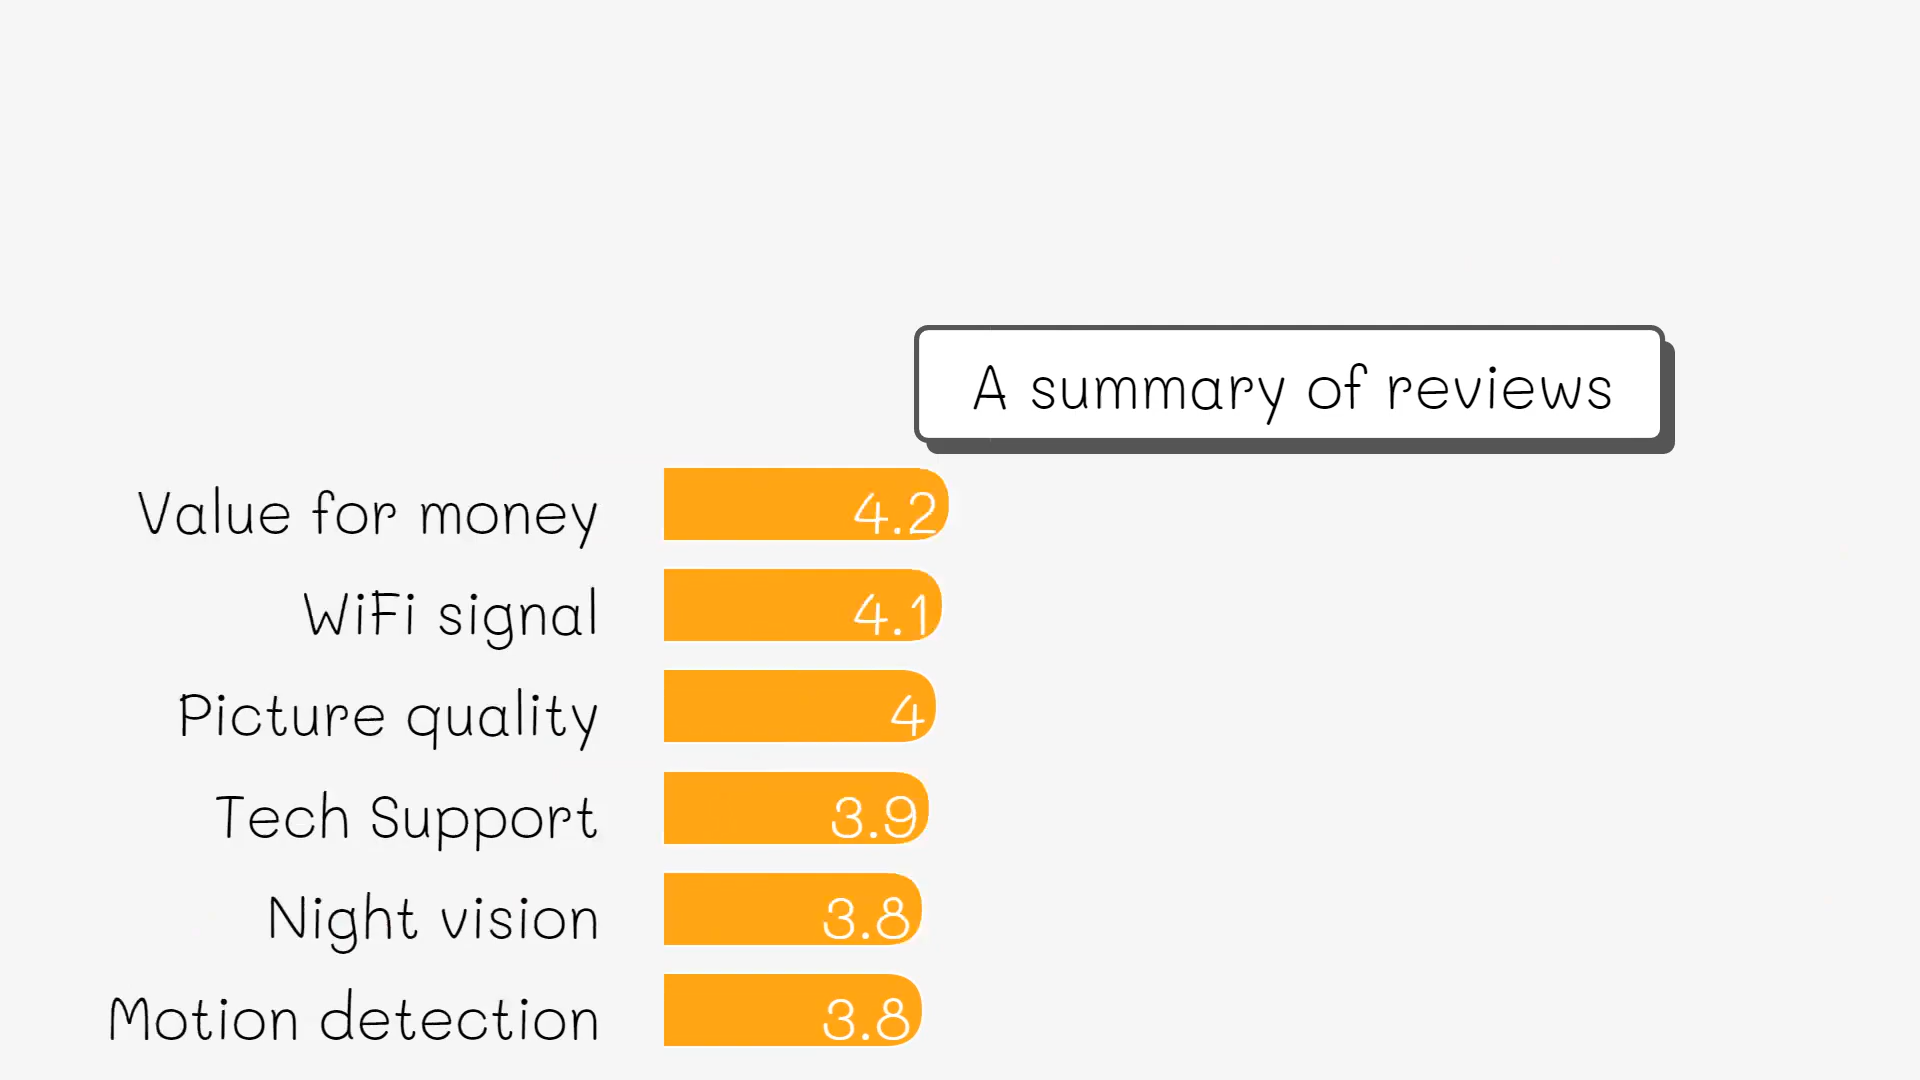 A summary of reviews
Value for money 4.2
WiFi signal 4.1
Picture quality 4
Tech Support 3.9
Night vision 3.8
Motion detection 3.8